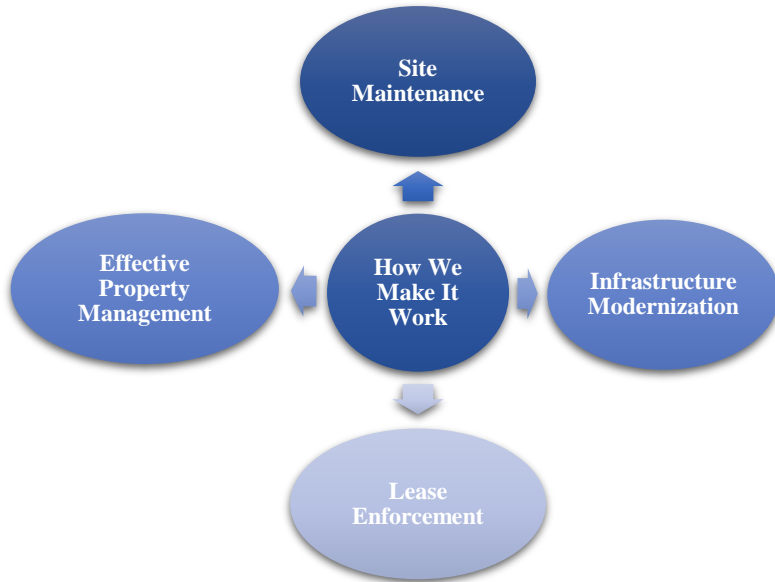 Site
Maintenance
Effective
Property
Management
How We
Make It
Work
Infrastructure
Modernization
Lease
Enforcement